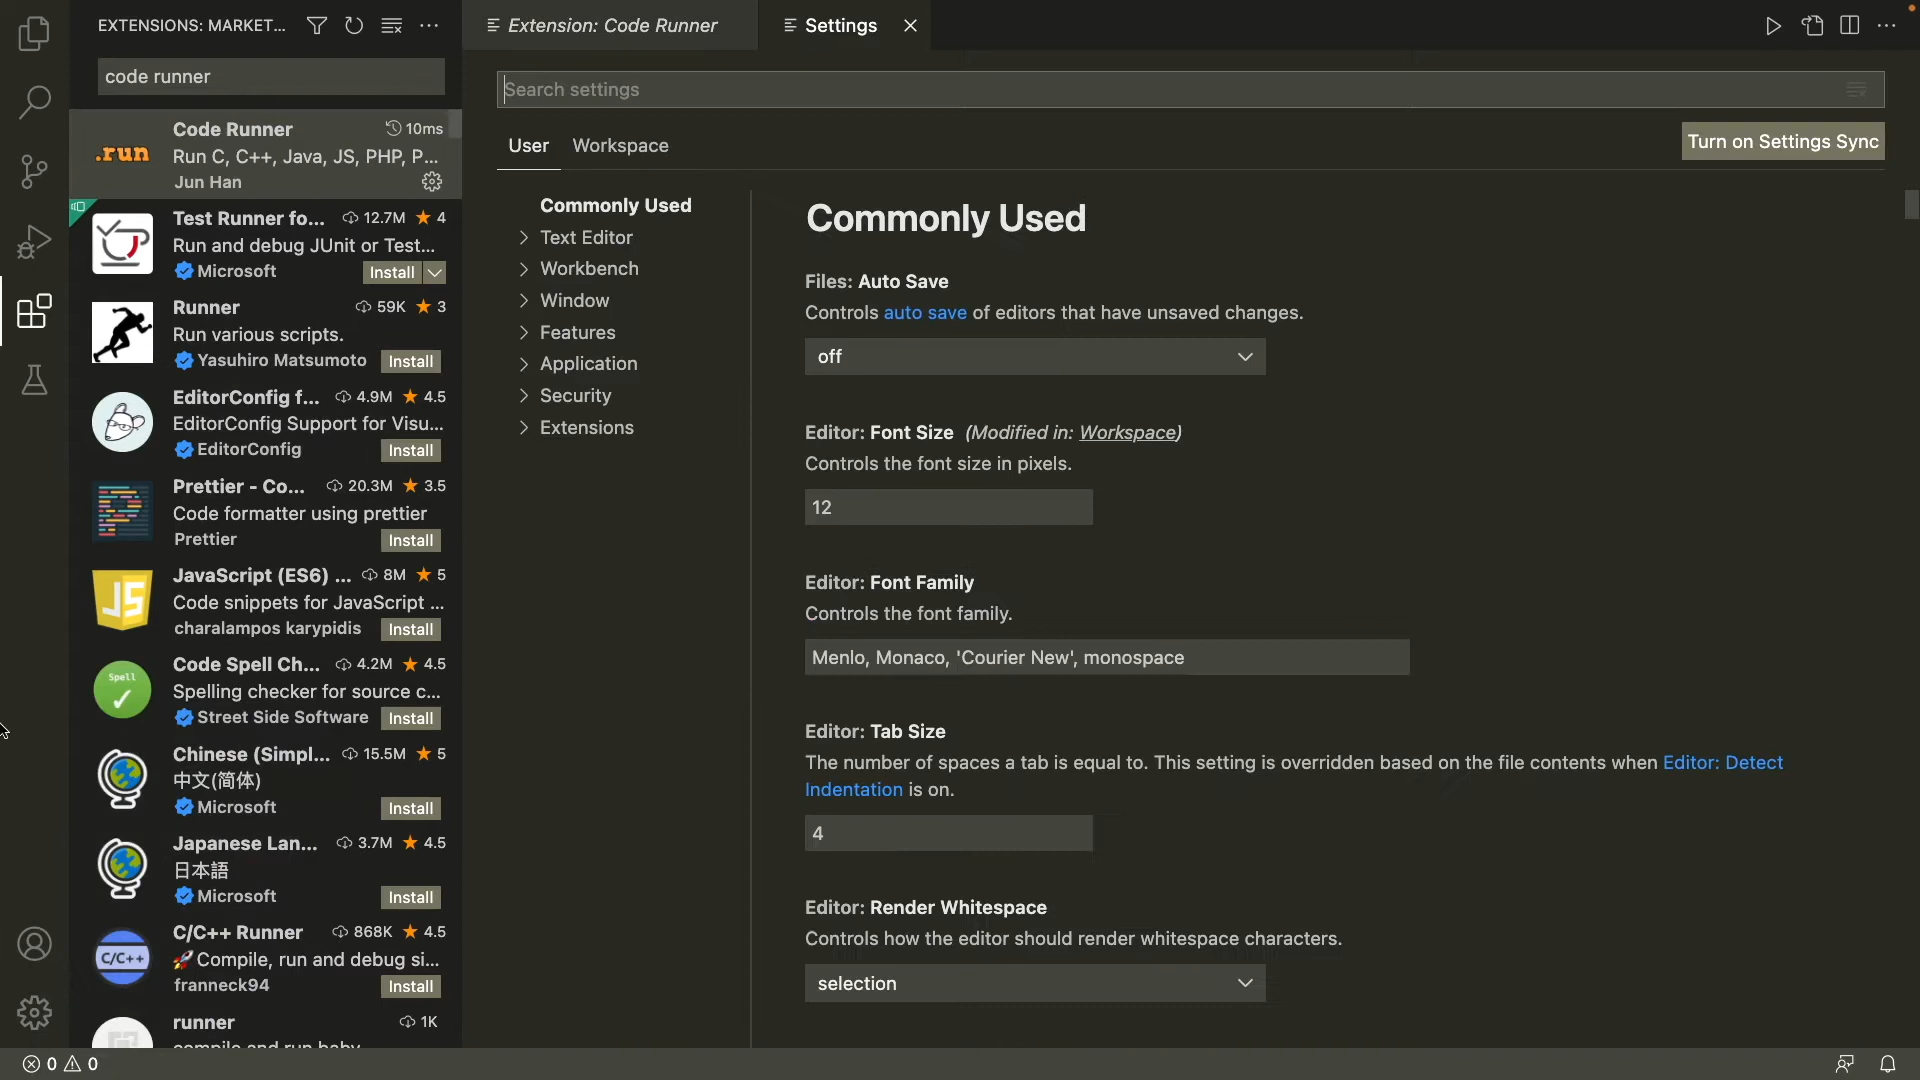 EXTENSIONS: MARKET...
code runner
Code Runner 10ms
.run
Run C, C++, Java, JS, PHP, P...
Jun Han
Test Runner fo... 12.7M ★ 4
Run and debug JUnit or Test...
Microsoft Install
Runner 59K ★ 3
Run various scripts.
Yasuhiro Matsumoto Install
EditorConfig f... 4.9M ★ 4.5
EditorConfig Support for Visu...
EditorConfig Install
Prettier - Co... 20.3M ★ 3.5
Code formatter using prettier
Prettier Install
JavaScript (ES6) ... 8M ★ 5
JS
Code snippets for JavaScript ...
charalampos karypidis Install
Code Spell Ch... 4.2M ★ 4.5
Spell
Spelling checker for source c...
Street Side Software Install
Chinese (Simpl... 15.5M ★ 5
中文(简体)
Microsoft Install
Japanese Lan... 3.7M ★ 4.5
日本語
Microsoft Install
C/C++ Runner 868K ★ 4.5
C/C++
🚀Compile, run and debug si...
franneck94 Install
runner 1K
compile and run baby
Extension: Code Runner
Settings
Search settings
User Workspace
Turn on Settings Sync
Commonly Used
Text Editor
Workbench
Window
Features
Application
Security
Extensions
Commonly Used
Files: Auto Save
Controls auto save of editors that have unsaved changes.
off
Editor: Font Size (Modified in: Workspace)
Controls the font size in pixels.
12
Editor: Font Family
Controls the font family.
Menlo, Monaco, 'Courier New', monospace
Editor: Tab Size
The number of spaces a tab is equal to. This setting is overridden based on the file contents when Editor: Detect
Indentation is on.
4
Editor: Render Whitespace
Controls how the editor should render whitespace characters.
selection
0 0